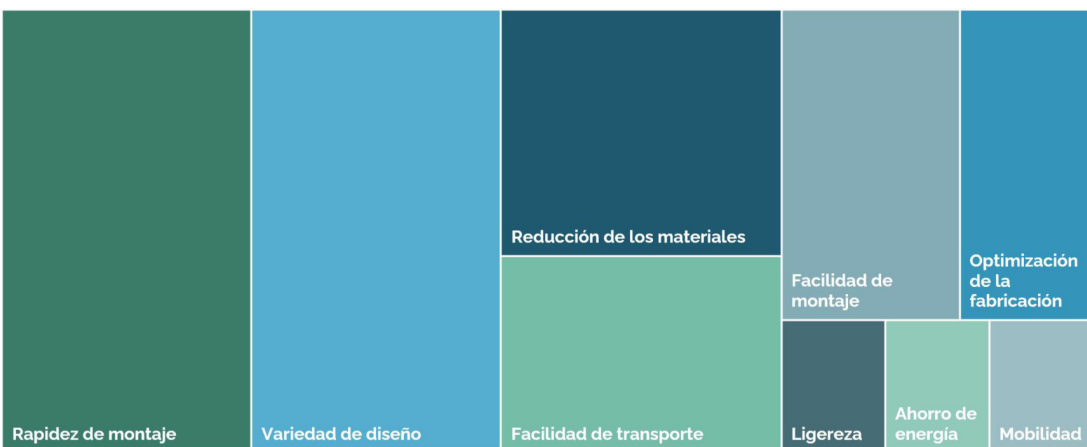 Rapidez de montaje
Variedad de diseño
Reducción de los materiales
Facilidad de transporte
Facilidad de
montaje
Optimización
de la
fabricación
Ligereza
Ahorro de
energía
Mobilidad